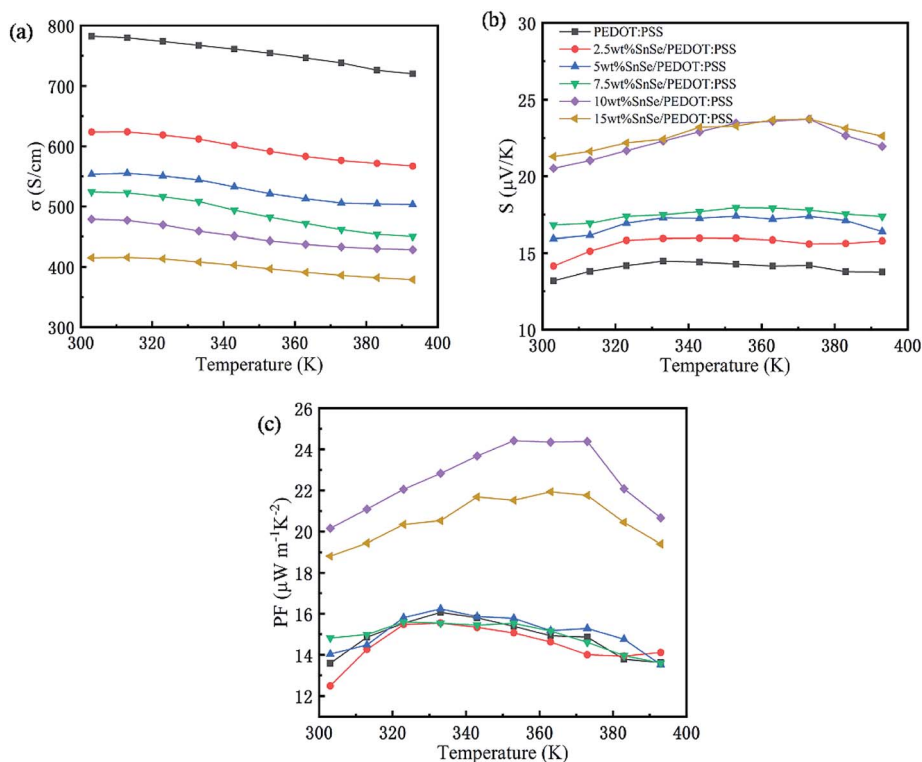 (a)
800
700
600
500
400
300
σ (S/cm)
300 320 340 360 380 400
Temperature (K)
(b)
30
25
20
15
10
S (μV/K)
PEDOT:PSS
2.5wt%SnSe/PEDOT:PSS
5wt%SnSe/PEDOT:PSS
7.5wt%SnSe/PEDOT:PSS
10wt%SnSe/PEDOT:PSS
15wt%SnSe/PEDOT:PSS
300 320 340 360 380 400
Temperature (K)
(c)
26
24
22
20
18
16
14
12
PF (μW m⁻¹K⁻²)
300 320 340 360 380 400
Temperature (K)